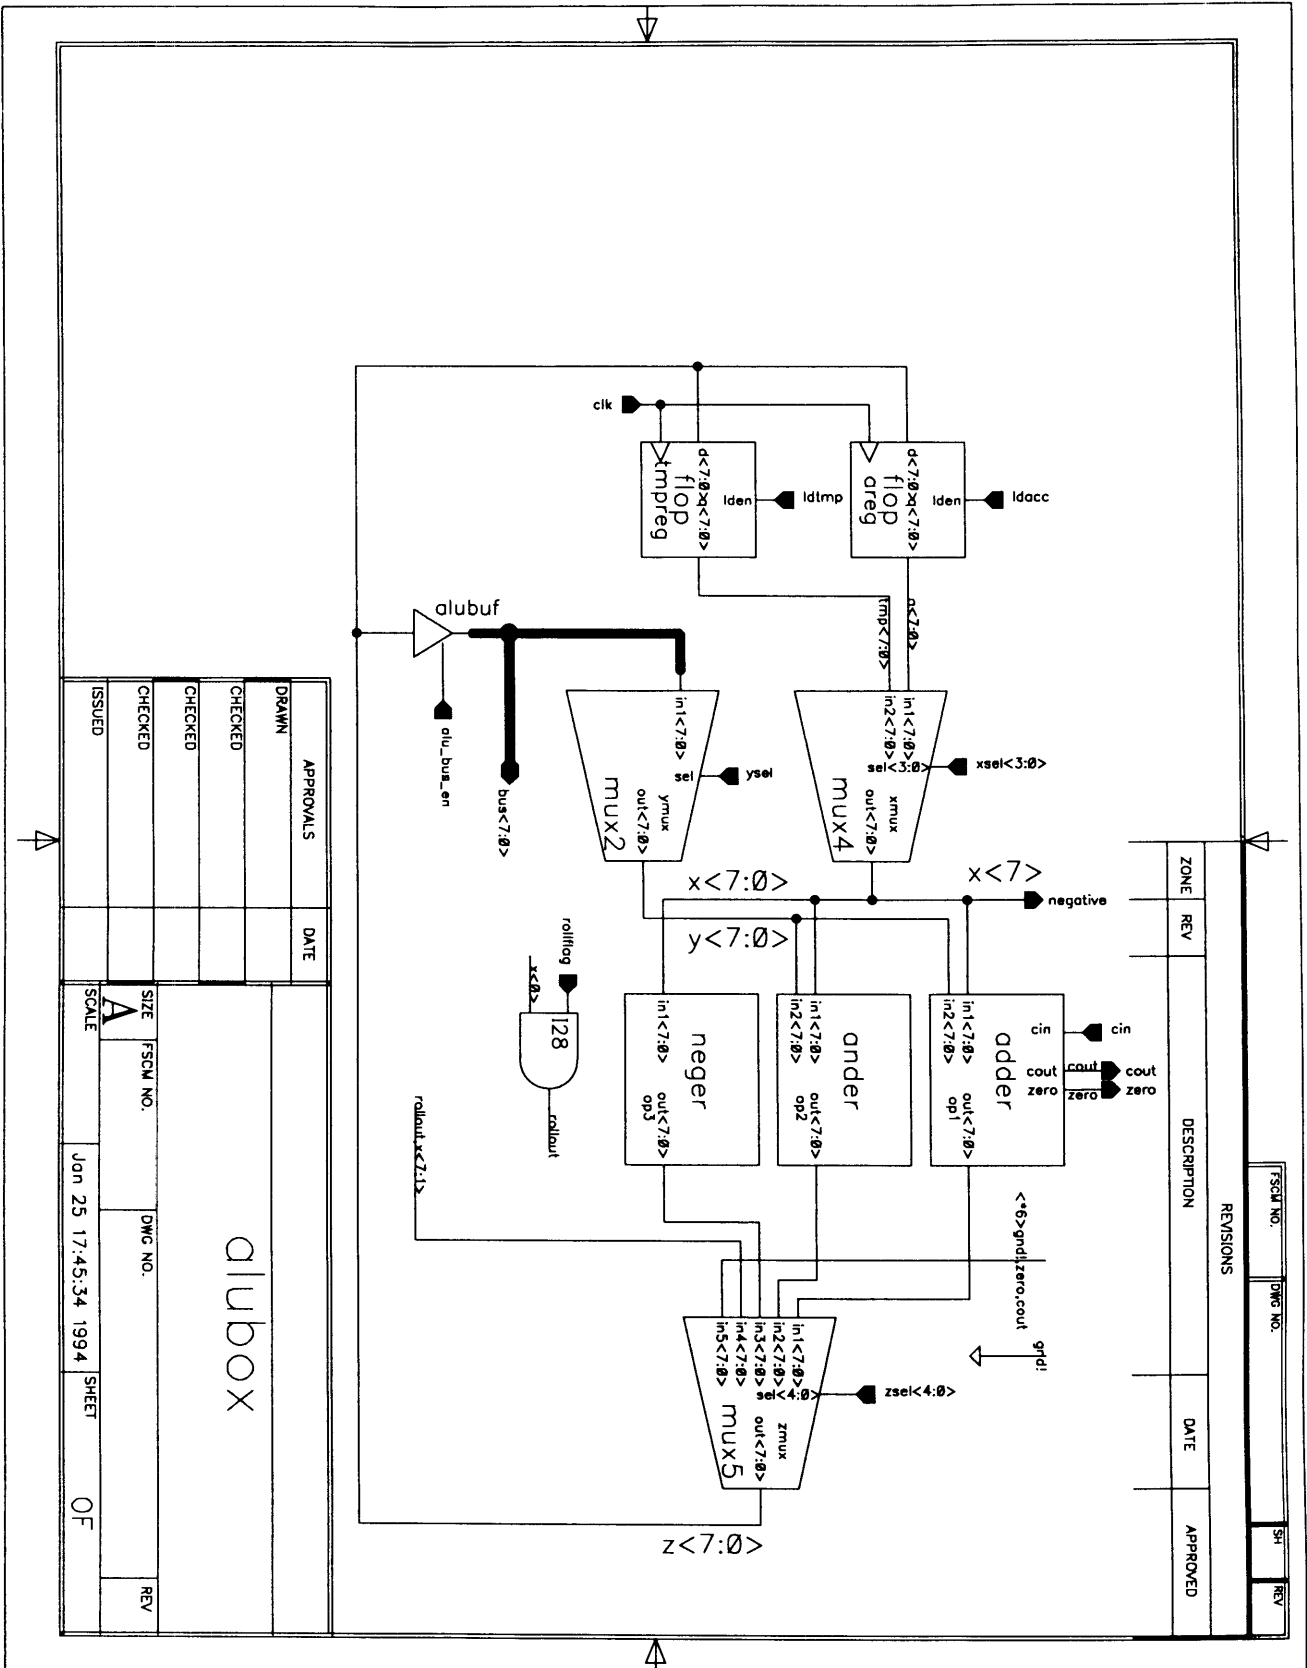 FSCM NO.
DWG NO.
SH
REV
REVISIONS
ZONE
REV
DESCRIPTION
DATE
APPROVED
ldacc
lden
d<7:0>q<7:0>
flop
areg
clk
ldtmp
lden
d<7:0>q<7:0>
flop
tmpreg
a<7:0>
tmp<7:0>
xsel<3:0>
in1<7:0>
in2<7:0>
sel<3:0>
xmux
out<7:0>
mux4
ysel
in1<7:0>
sel
ymux
out<7:0>
mux2
alubuf
alu_bus_en
bus<7:0>
x<7>
negative
x<7:0>
y<7:0>
cin
cin
cout
cout
cout
zero
zero
zero
in1<7:0>
in2<7:0>
adder
out<7:0>
op1
in1<7:0>
in2<7:0>
ander
out<7:0>
op2
in1<7:0>
neger
out<7:0>
op3
rollflag
x<0>
I28
rollout
rollout,x<7:1>
<*6>gnd!,zero,cout
gnd!
zsel<4:0>
in1<7:0>
in2<7:0>
in3<7:0>
in4<7:0>
in5<7:0>
sel<4:0>
zmux
out<7:0>
mux5
z<7:0>
APPROVALS
DATE
DRAWN
CHECKED
CHECKED
CHECKED
ISSUED
alubox
SIZE
A
FSCM NO.
DWG NO.
REV
SCALE
Jan 25 17:45:34 1994
SHEET
OF